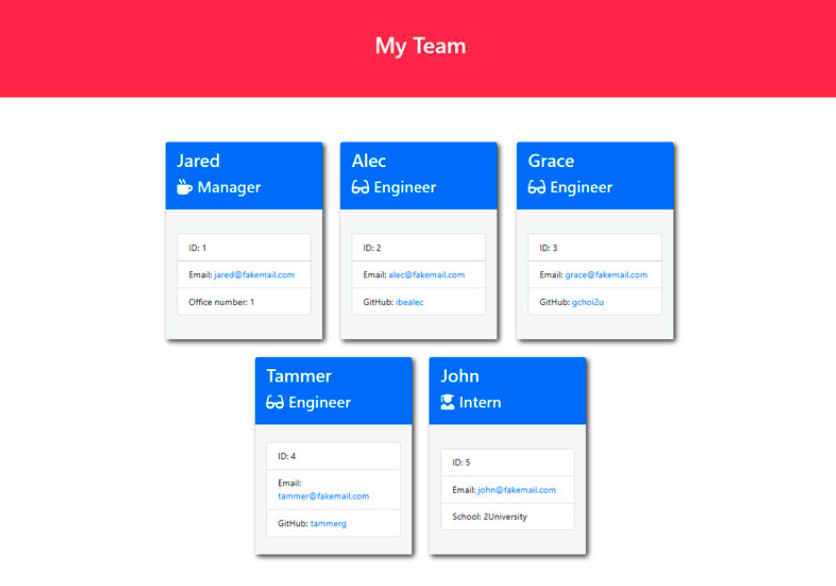 My Team
Jared
Manager
ID: 1
Email: jared@fakemail.com
Office number: 1
Alec
Engineer
ID: 2
Email: alec@fakemail.com
GitHub: ibealec
Grace
Engineer
ID: 3
Email: grace@fakemail.com
GitHub: gchoi2u
Tammer
Engineer
ID: 4
Email:
tammer@fakemail.com
GitHub: tammerg
John
Intern
ID: 5
Email: john@fakemail.com
School: 2University